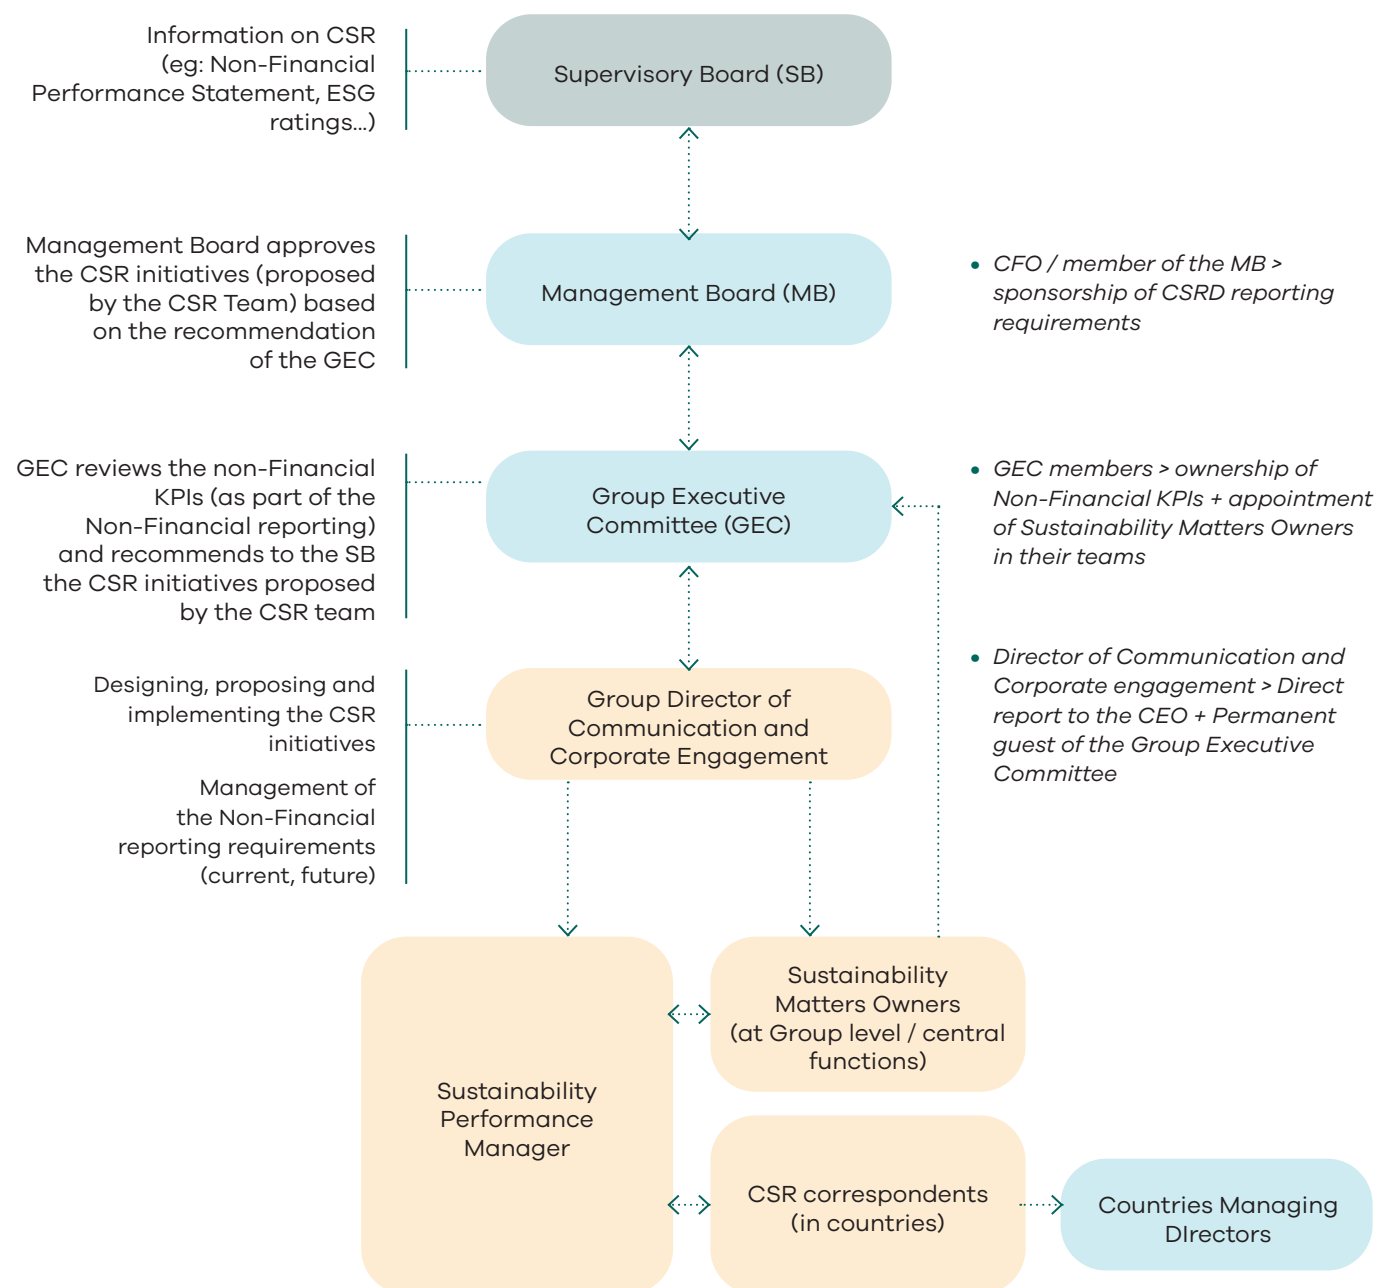 Information on CSR
(eg: Non-Financial
Performance Statement, ESG
ratings...)
Supervisory Board (SB)
Management Board approves
the CSR initiatives (proposed
by the CSR Team) based
on the recommendation
of the GEC
Management Board (MB)
• CFO / member of the MB >
sponsorship of CSRD reporting
requirements
GEC reviews the non-Financial
KPIs (as part of the
Non-Financial reporting)
and recommends to the SB
the CSR initiatives proposed
by the CSR team
Group Executive
Committee (GEC)
• GEC members > ownership of
Non-Financial KPIs + appointment
of Sustainability Matters Owners
in their teams
Designing, proposing and
implementing the CSR
initiatives
Management of
the Non-Financial
reporting requirements
(current, future)
Group Director of
Communication and
Corporate Engagement
• Director of Communication and
Corporate engagement > Direct
report to the CEO + Permanent
guest of the Group Executive
Committee
Sustainability
Performance
Manager
Sustainability
Matters Owners
(at Group level / central
functions)
CSR correspondents
(in countries)
Countries Managing
DIrectors